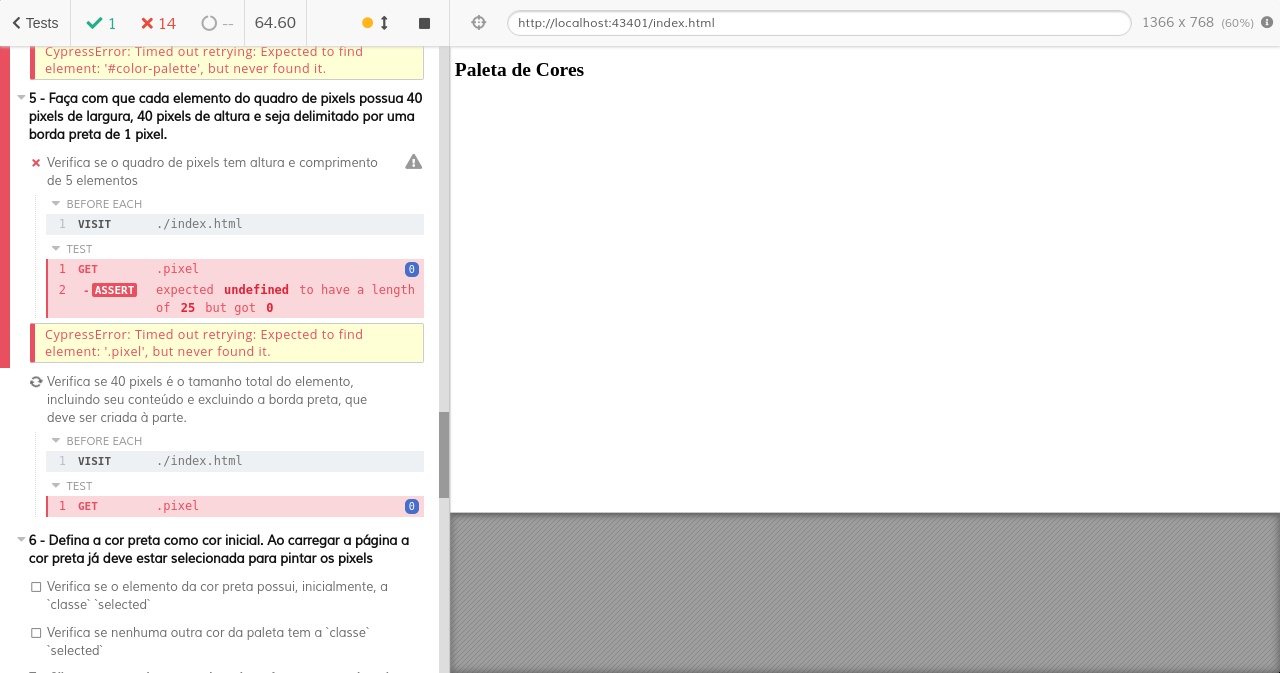 Tests 1 14 -- 64.60
http://localhost:43401/index.html 1366 x 768 (60%)
CypressError: Timed out retrying: Expected to find
element: '#color-palette', but never found it.
5 - Faça com que cada elemento do quadro de pixels possua 40
pixels de largura, 40 pixels de altura e seja delimitado por uma
borda preta de 1 pixel.
Verifica se o quadro de pixels tem altura e comprimento
de 5 elementos
BEFORE EACH
1 VISIT ./index.html
TEST
1 GET .pixel 0
2 -ASSERT expected undefined to have a length
of 25 but got 0
CypressError: Timed out retrying: Expected to find
element: '.pixel', but never found it.
Verifica se 40 pixels é o tamanho total do elemento,
incluindo seu conteúdo e excluindo a borda preta, que
deve ser criada à parte.
BEFORE EACH
1 VISIT ./index.html
TEST
1 GET .pixel 0
6 - Defina a cor preta como cor inicial. Ao carregar a página a
cor preta já deve estar selecionada para pintar os pixels
Verifica se o elemento da cor preta possui, inicialmente, a
`classe` `selected`
Verifica se nenhuma outra cor da paleta tem a `classe`
`selected`
Paleta de Cores